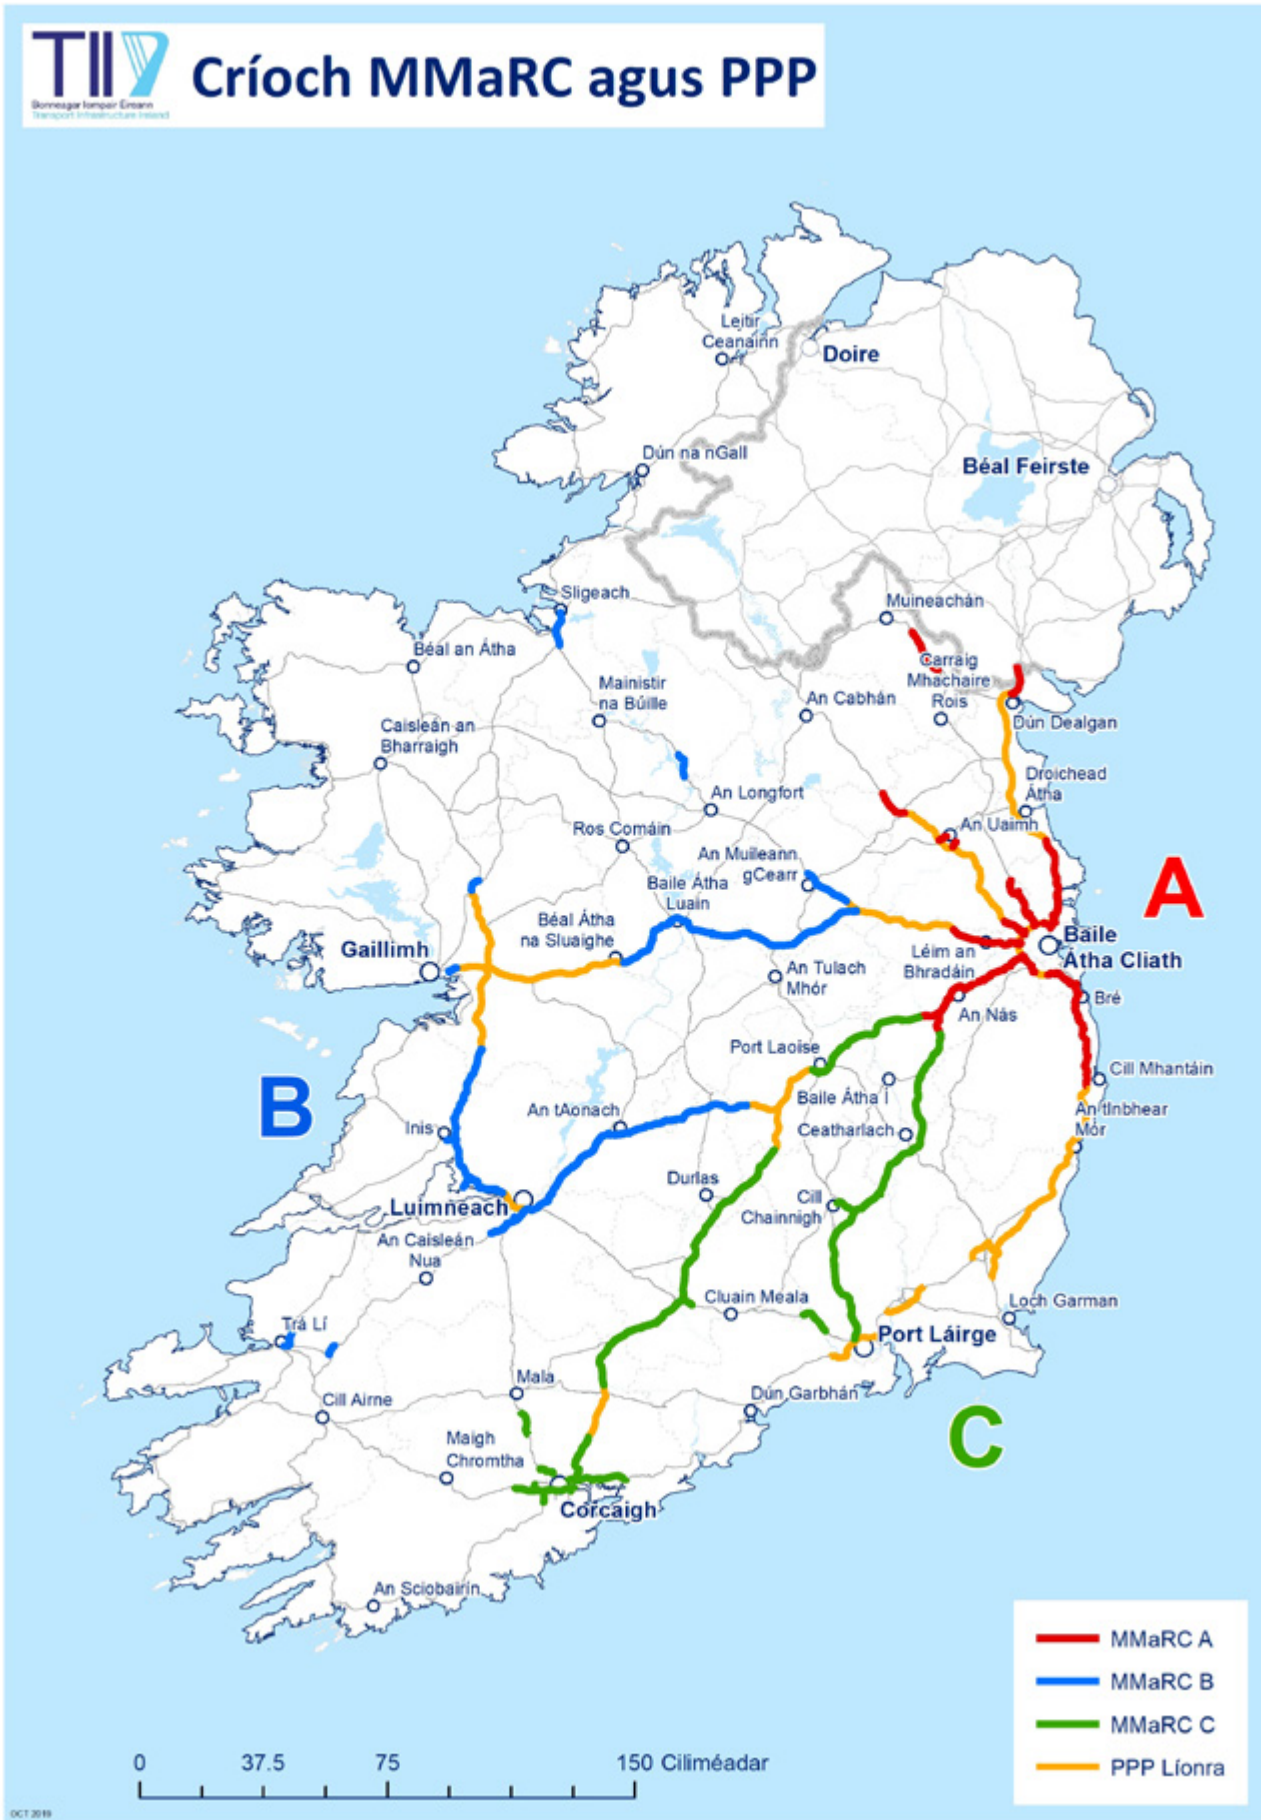 TII
Bonneagar Iompair Éireann
Transport Infrastructure Ireland
Críoch MMaRC agus PPP
Leitir
Ceanainn
Doire
Dún na nGall
Béal Feirste
Sligeach
Muineachán
Béal an Átha
Carraig
Mhachaire
Rois
Mainistir
na Búille
An Cabhán
Dún Dealgan
Caisleán an
Bharraigh
Droichead
Átha
An Longfort
An Uaimh
Ros Comáin
An Muileann
gCearr
A
Baile Átha
Luain
Béal Átha
na Sluaighe
Gaillimh
Baile
Átha Cliath
Léim an
Bhradáin
An Tulach
Mhór
Bré
An Nás
Port Laoise
Cill Mhantáin
B
Baile Átha Í
An tInbhear
Mór
An tAonach
Inis
Ceatharlach
Durlas
Cill
Chainnigh
Luimneach
An Caisleán
Nua
Cluain Meala
Loch Garman
Trá Lí
Port Láirge
Mala
Dún Garbhán
Cill Airne
C
Maigh
Chromtha
Corcaigh
An Sciobairín
MMaRC A
MMaRC B
MMaRC C
PPP Líonra
0 37.5 75 150 Ciliméadar
OCT 2019